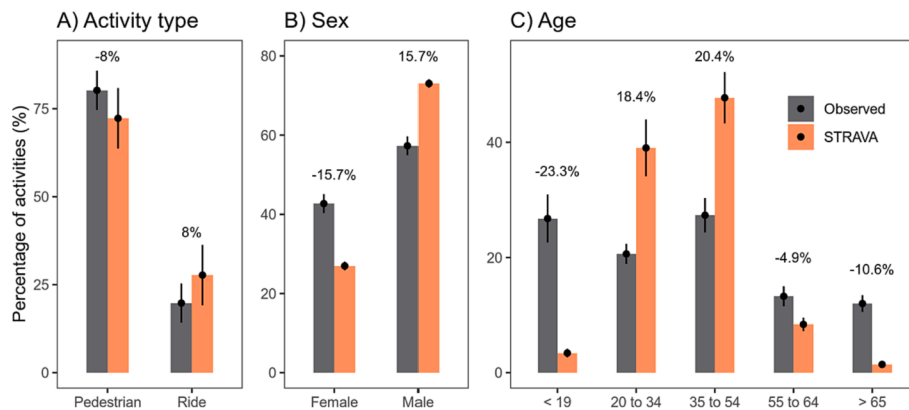 A) Activity type
B) Sex
C) Age
Percentage of activities (%)
75
50
25
0
-8%
8%
Pedestrian
Ride
80
60
40
20
0
-15.7%
15.7%
Female
Male
40
20
0
-23.3%
18.4%
20.4%
-4.9%
-10.6%
< 19
20 to 34
35 to 54
55 to 64
> 65
Observed
STRAVA